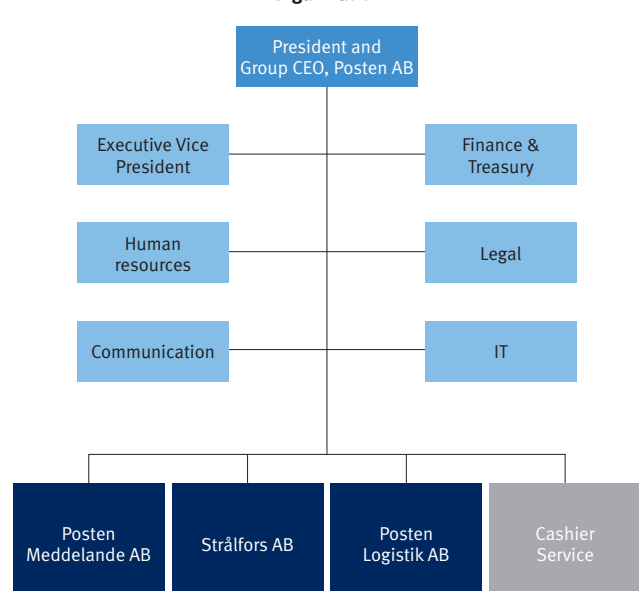 President and
Group CEO, Posten AB
Executive Vice
President
Finance &
Treasury
Human
resources
Legal
Communication
IT
Posten
Meddelande AB
Strålfors AB
Posten
Logistik AB
Cashier
Service